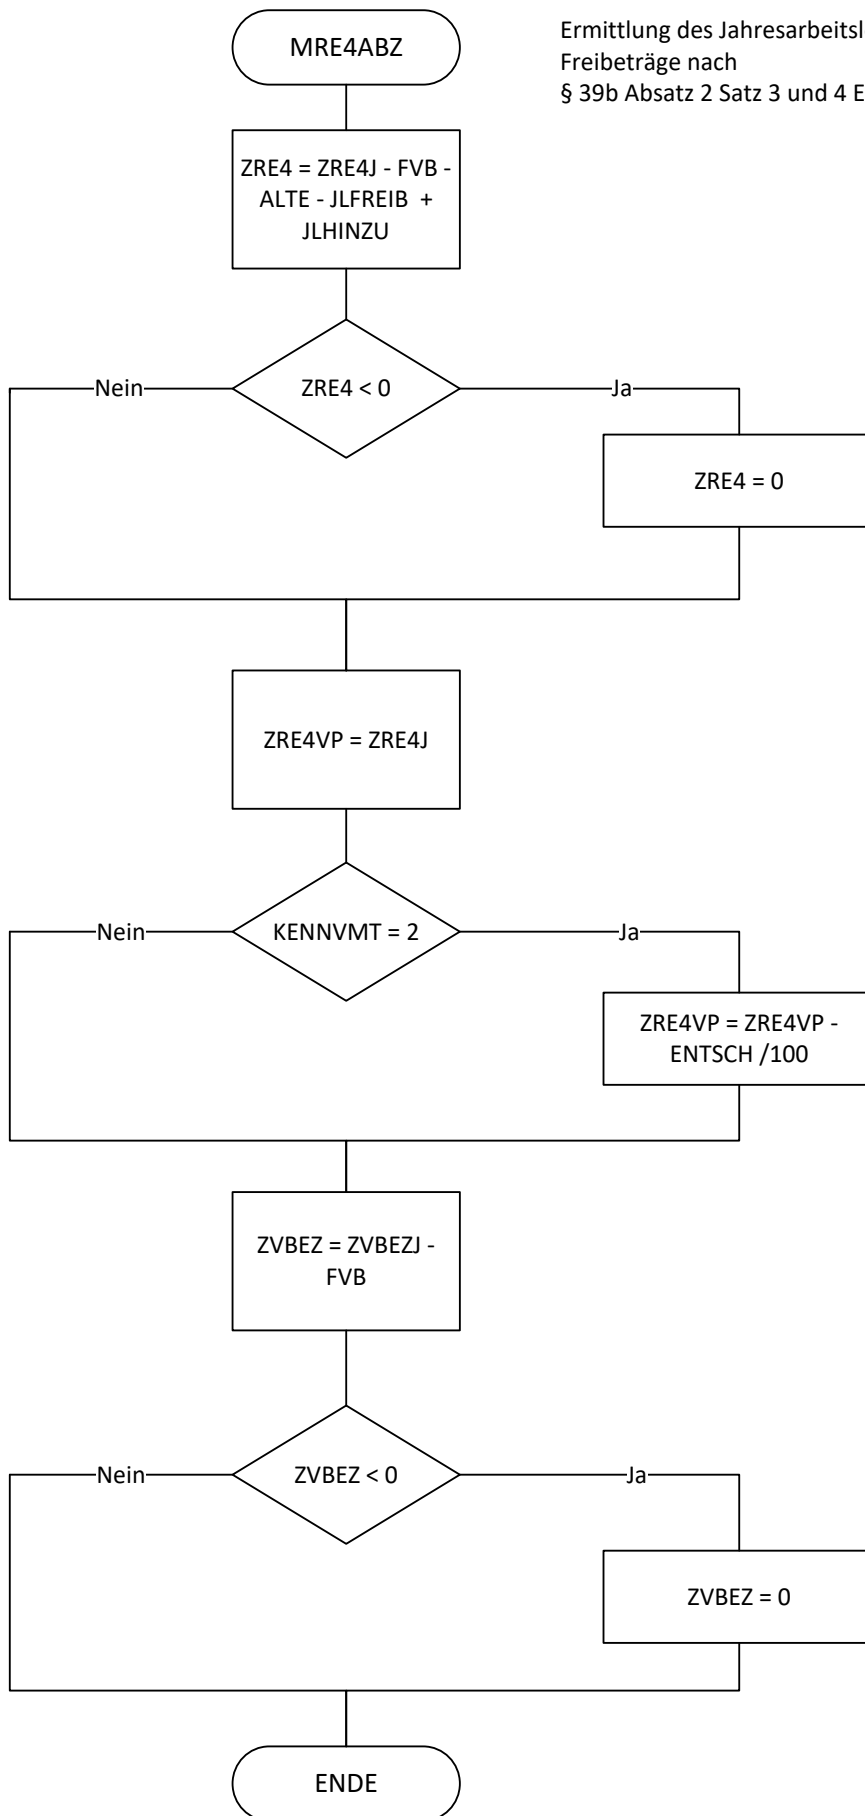 MRE4ABZ
Ermittlung des
Freibeträge nach
§ 39b Absatz 2 Satz 3 und 4
ZRE4 = ZRE4J - FVB -
ALTE - JLFREIB + 
JLHINZU
ZRE4 < 0
Nein
Ja
ZRE4 = 0
ZRE4VP = ZRE4J
KENNVMT = 2
Nein
Ja
ZRE4VP = ZRE4VP -
ENTSCH /100
ZVBEZ = ZVBEZJ -
FVB
ZVBEZ < 0
Nein
Ja
ZVBEZ = 0
ENDE